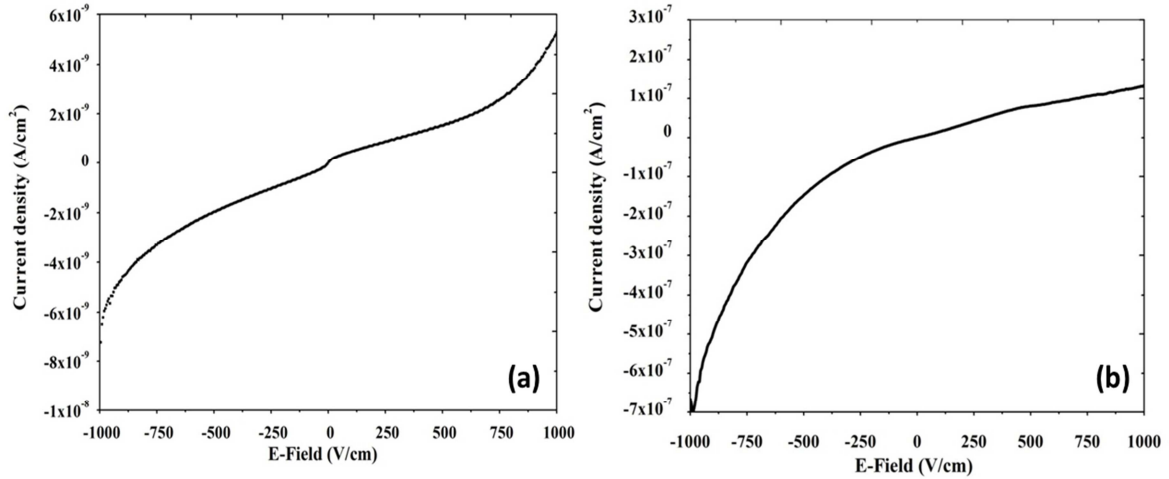 6x10⁻⁹
4x10⁻⁹
2x10⁻⁹
0
-2x10⁻⁹
-4x10⁻⁹
-6x10⁻⁹
-8x10⁻⁹
-1x10⁻⁸
Current density (A/cm²)
(a)
-1000 -750 -500 -250 0 250 500 750 1000
E-Field (V/cm)
3x10⁻⁷
2x10⁻⁷
1x10⁻⁷
0
-1x10⁻⁷
-2x10⁻⁷
-3x10⁻⁷
-4x10⁻⁷
-5x10⁻⁷
-6x10⁻⁷
-7x10⁻⁷
Current density (A/cm²)
(b)
-1000 -750 -500 -250 0 250 500 750 1000
E-Field (V/cm)